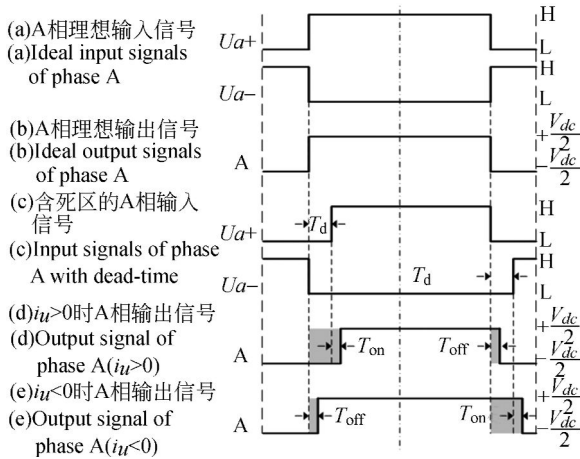 (a)A相理想输入信号
(a)Ideal input signals
of phase A
Ua+
H
L
Ua−
H
L
(b)A相理想输出信号
(b)Ideal output signals
of phase A
A
+Vdc/2
−Vdc/2
(c)含死区的A相输入
信号
(c)Input signals of phase
A with dead-time
Ua+
Td
H
L
Ua−
Td
H
L
(d)iu>0时A相输出信号
(d)Output signal of
phase A(iu>0)
A
Ton
Toff
+Vdc/2
−Vdc/2
(e)iu<0时A相输出信号
(e)Output signal of
phase A(iu<0)
A
Toff
Ton
+Vdc/2
−Vdc/2